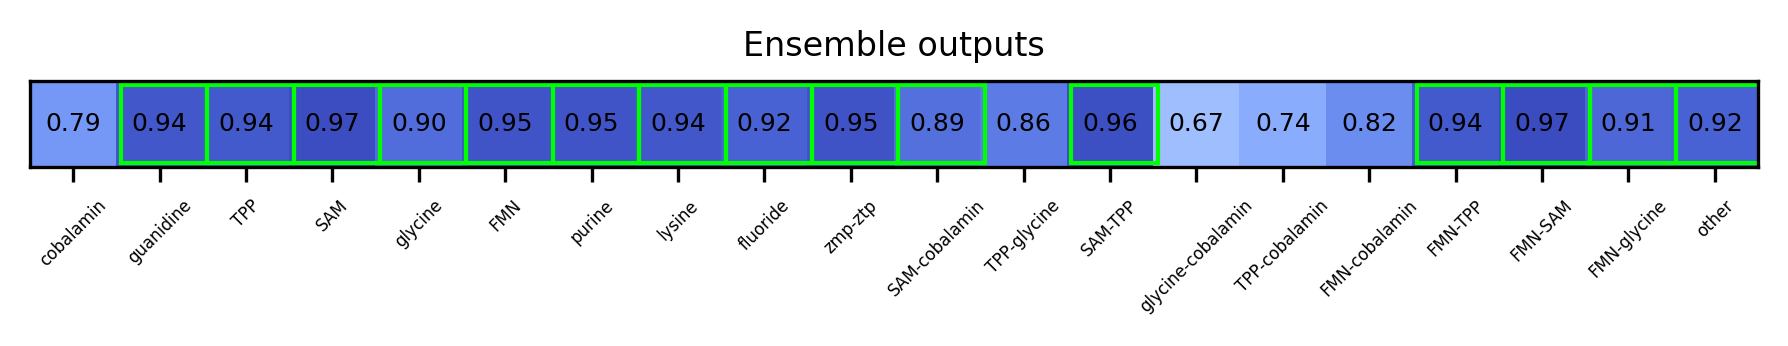 Ensemble outputs
0.79 0.94 0.94 0.97 0.90 0.95 0.95 0.94 0.92 0.95 0.89 0.86 0.96 0.67 0.74 0.82 0.94 0.97 0.91 0.92
cobalamin guanidine TPP SAM glycine FMN purine lysine fluoride zmp-ztp SAM-cobalamin TPP-glycine SAM-TPP glycine-cobalamin TPP-cobalamin FMN-cobalamin FMN-TPP FMN-SAM FMN-glycine other